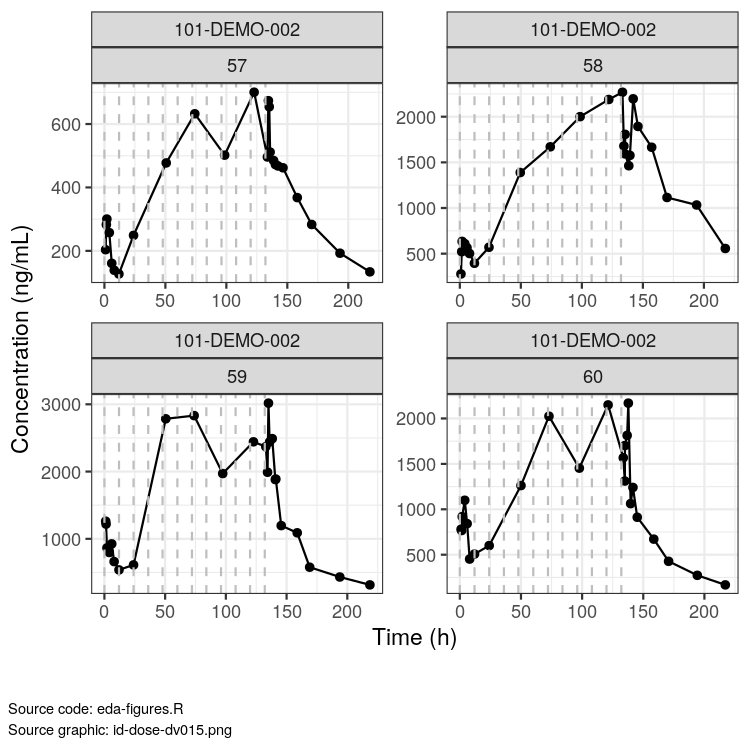 101-DEMO-002
57
101-DEMO-002
58
600
400
200
0 50 100 150 200
2000
1500
1000
500
0 50 100 150 200
101-DEMO-002
59
101-DEMO-002
60
3000
2000
1000
0 50 100 150 200
2000
1500
1000
500
0 50 100 150 200
Concentration (ng/mL)
Time (h)
Source code: eda-figures.R
Source graphic: id-dose-dv015.png